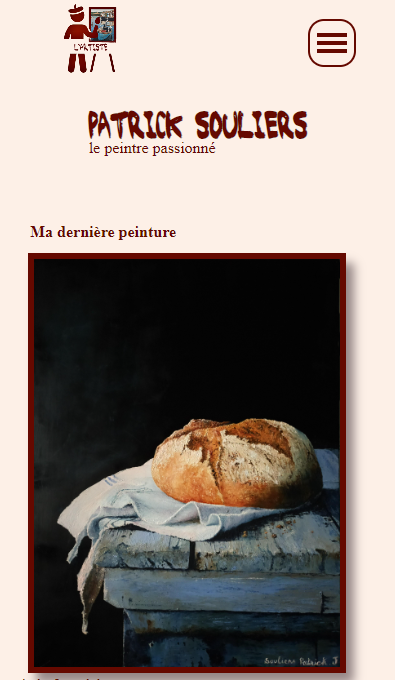 L'ARTISTE
PATRICK SOULIERS
le peintre passionné
Ma dernière peinture
Souliers Patrick